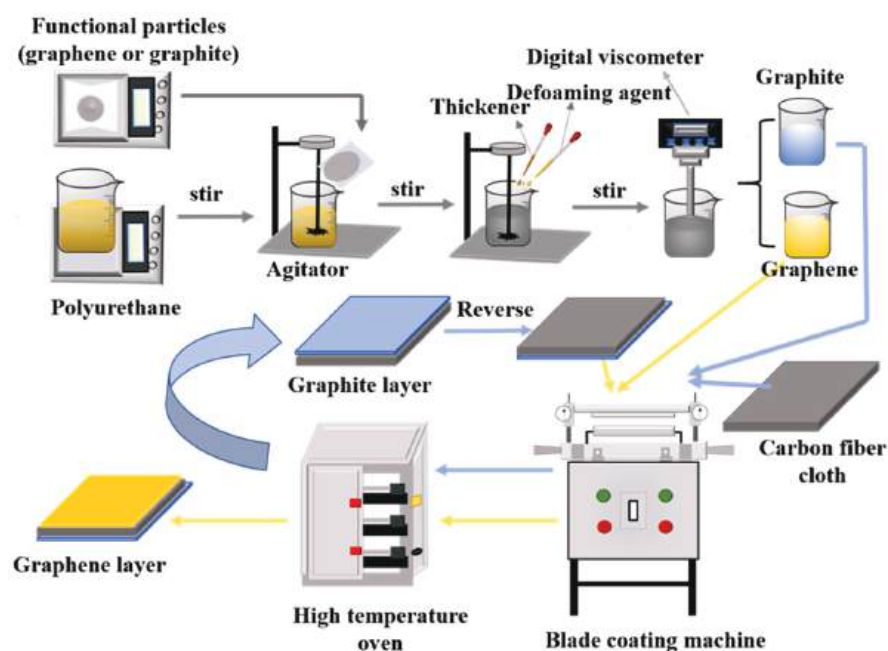 Functional particles
(graphene or graphite)
Digital viscometer
Graphite
Thickener
Defoaming agent
stir
stir
stir
Agitator
Graphene
Polyurethane
Reverse
Graphite layer
Carbon fiber
cloth
Graphene layer
High temperature
oven
Blade coating machine